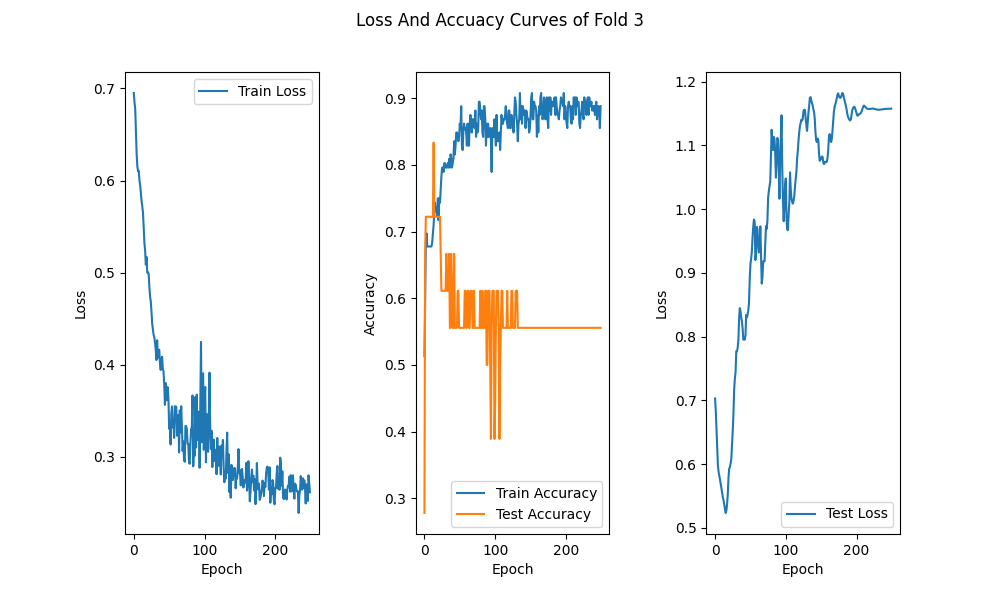 Loss And Accuacy Curves of Fold 3
Loss
0.7
0.6
0.5
0.4
0.3
Train Loss
0
100
200
Epoch
Accuracy
0.9
0.8
0.7
0.6
0.5
0.4
0.3
Train Accuracy
Test Accuracy
0
100
200
Epoch
Loss
1.2
1.1
1.0
0.9
0.8
0.7
0.6
0.5
Test Loss
0
100
200
Epoch